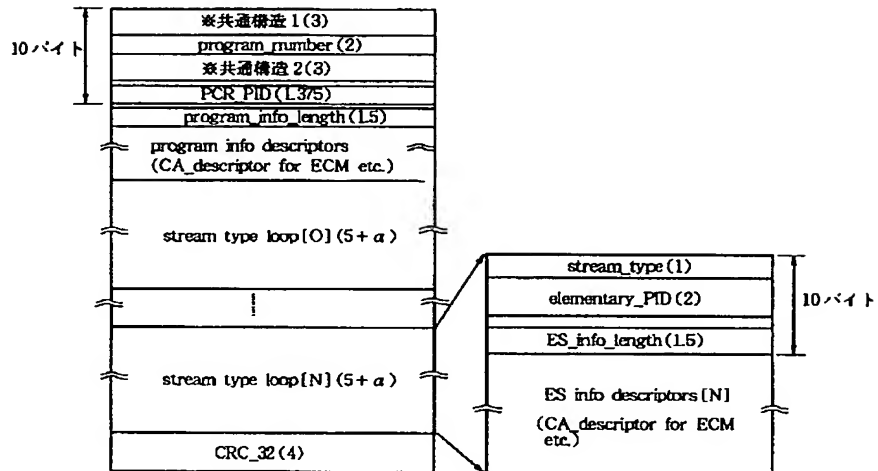 10バイト
※共通構造1(3)
program_number(2)
※共通構造2(3)
PCR_PID(1.375)
program_info_length(1.5)
program info descriptors
(CA_descriptor for ECM etc.)
stream type loop[0](5+α)
stream type loop[N](5+α)
CRC_32(4)
stream_type(1)
elementary_PID(2)
ES_info_length(1.5)
10バイト
ES info descriptors[N]
(CA_descriptor for ECM
etc.)